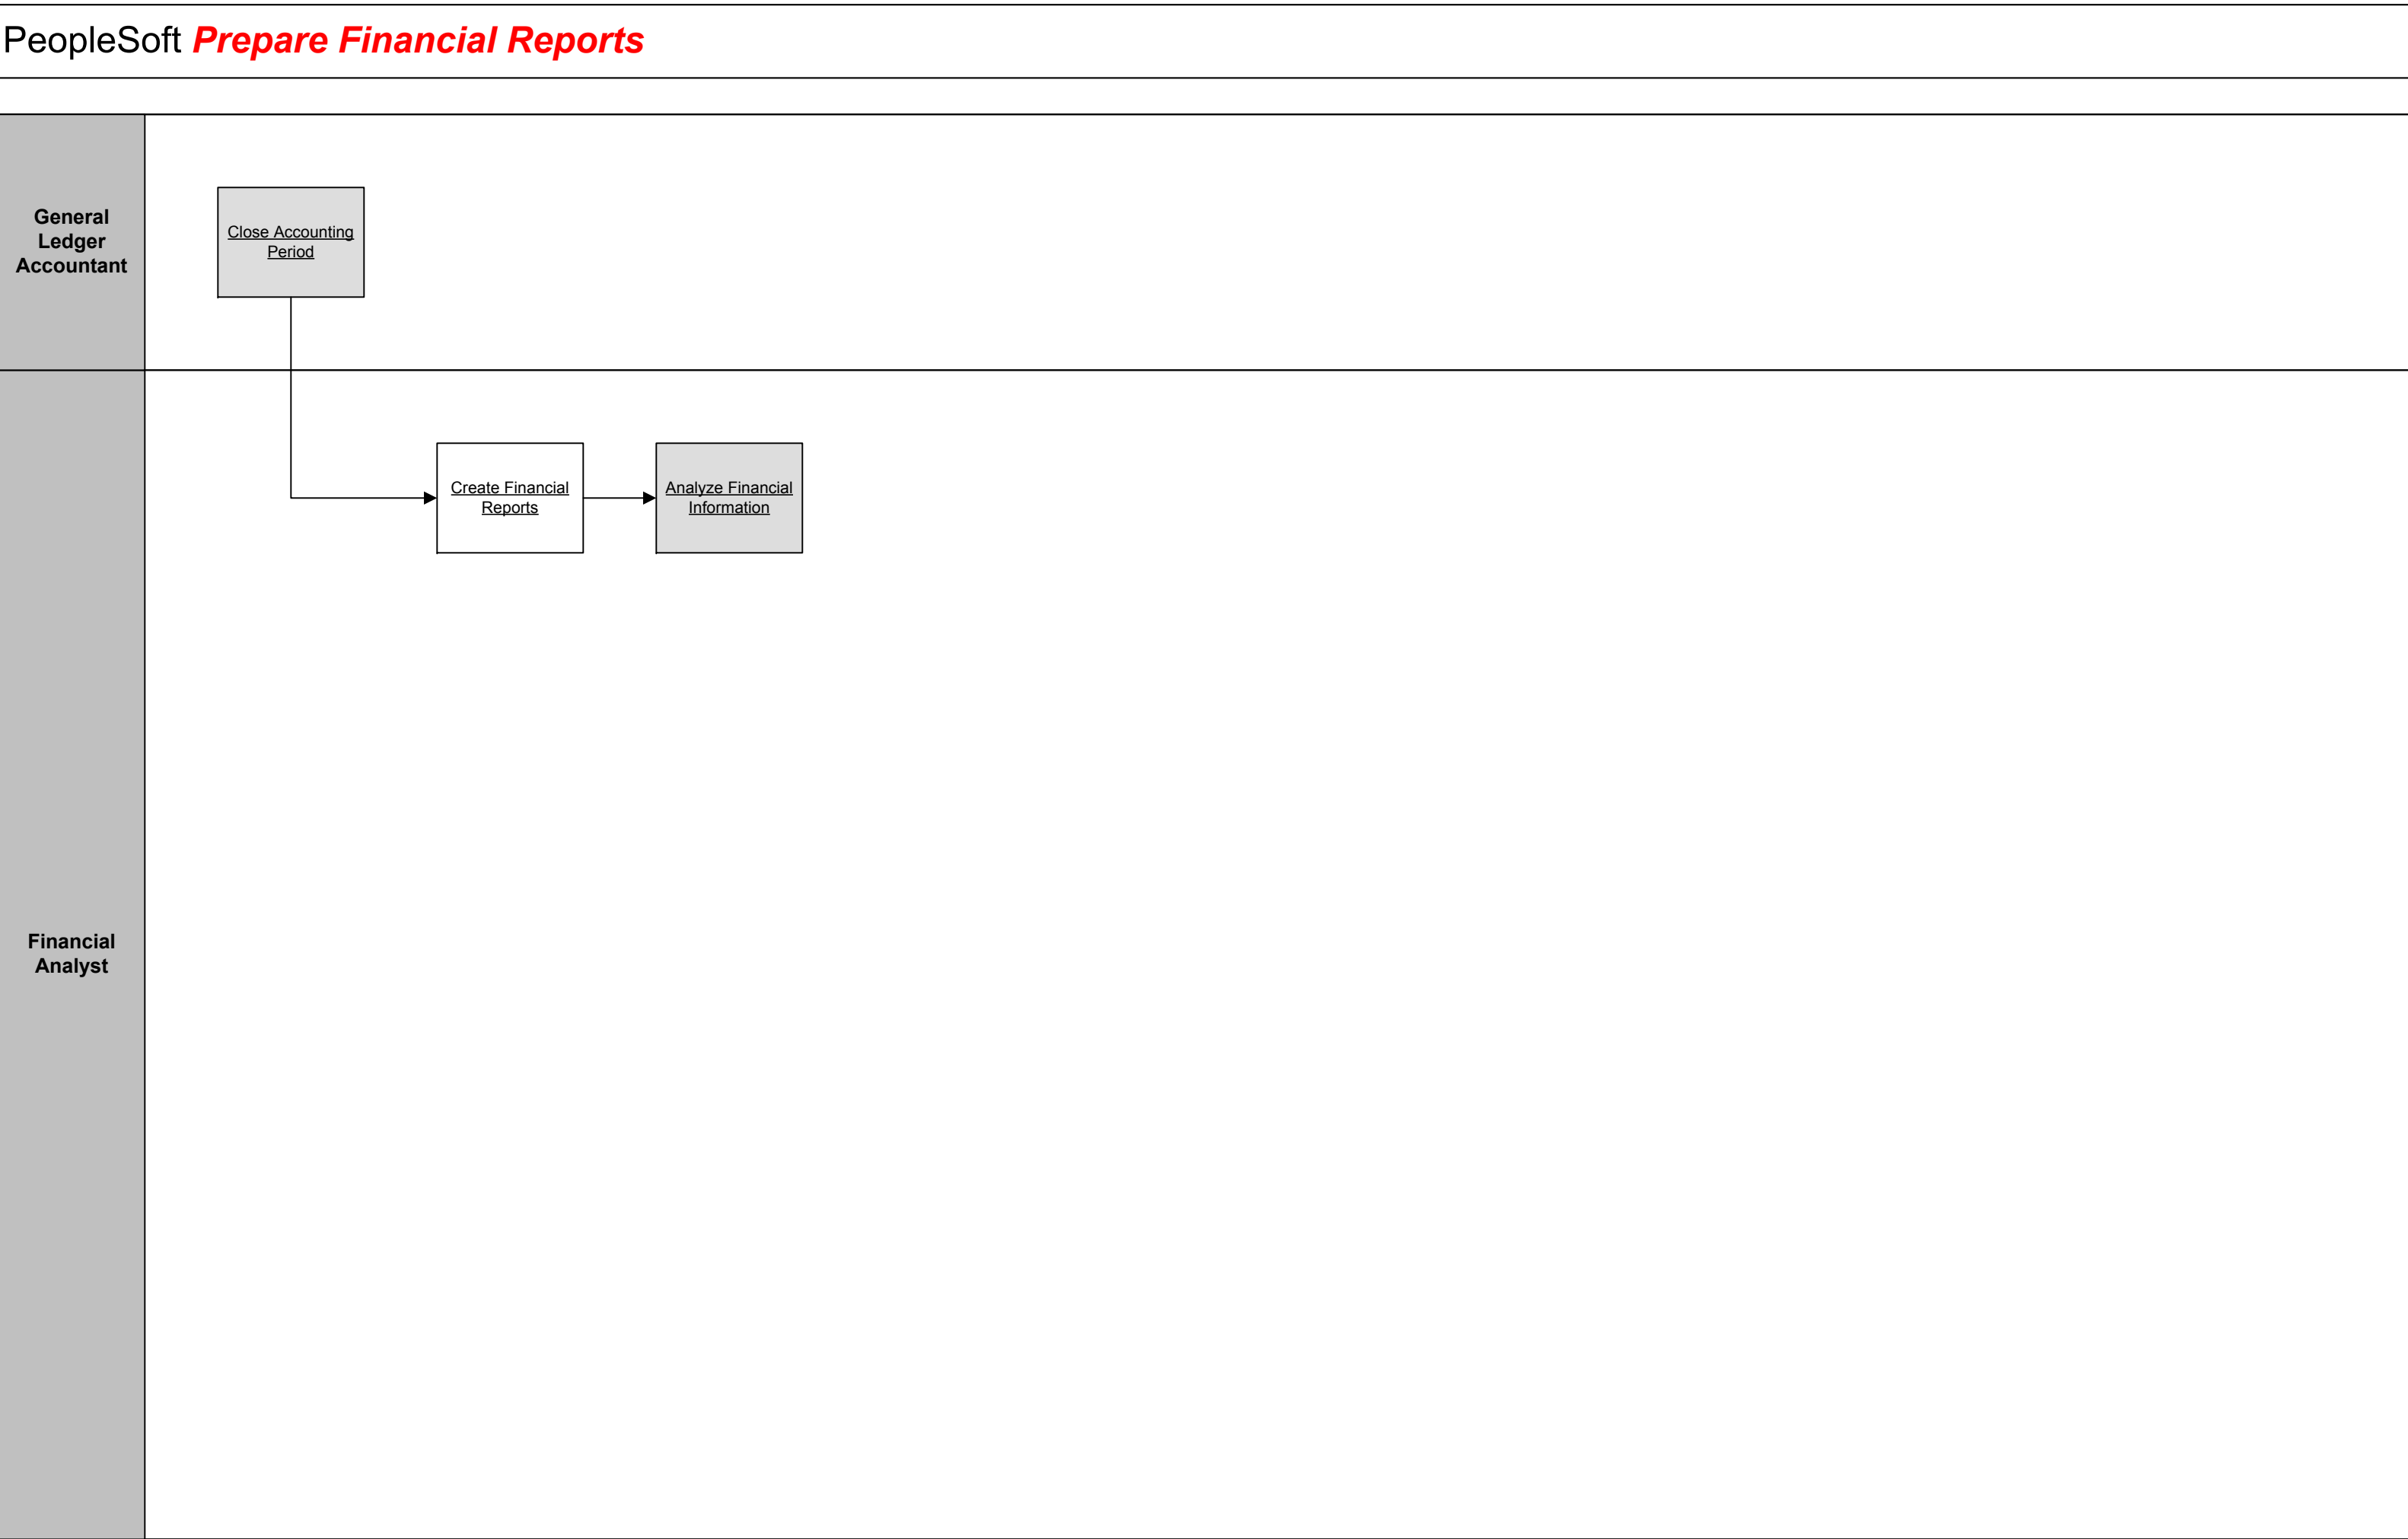 PeopleSoft Prepare Financial Reports
General
Ledger
Accountant
Close Accounting
Period
Create Financial
Reports
Analyze Financial
Information
Financial
Analyst